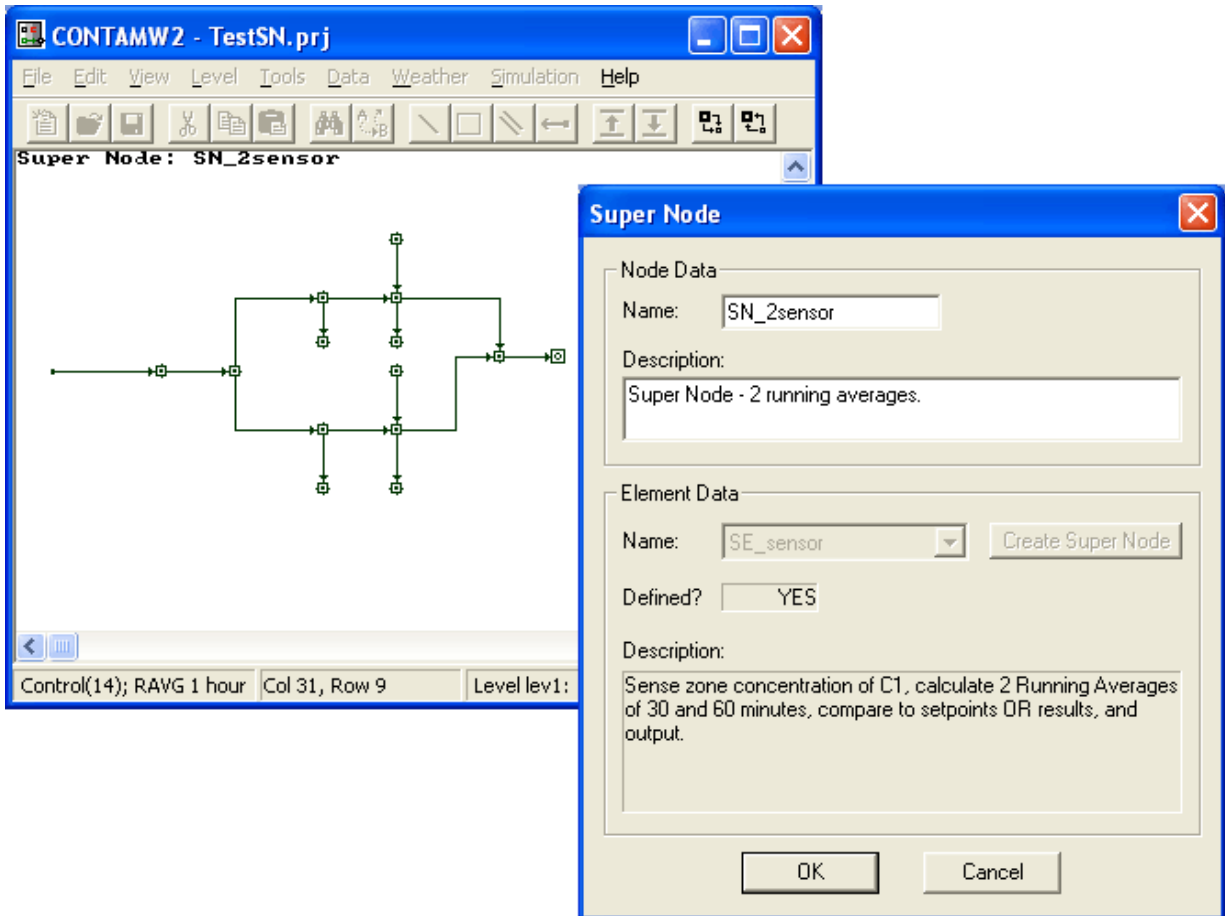 CONTAMW2 - TestSN.prj
File Edit View Level Tools Data Weather Simulation Help
Super Node: SN_2sensor
Control(14); RAVG 1 hour
Col 31, Row 9
Level lev1:
Super Node
Node Data
Name: SN_2sensor
Description:
Super Node - 2 running averages.
Element Data
Name: SE_sensor Create Super Node
Defined? YES
Description:
Sense zone concentration of C1, calculate 2 Running Averages
of 30 and 60 minutes, compare to setpoints OR results, and
output.
OK Cancel